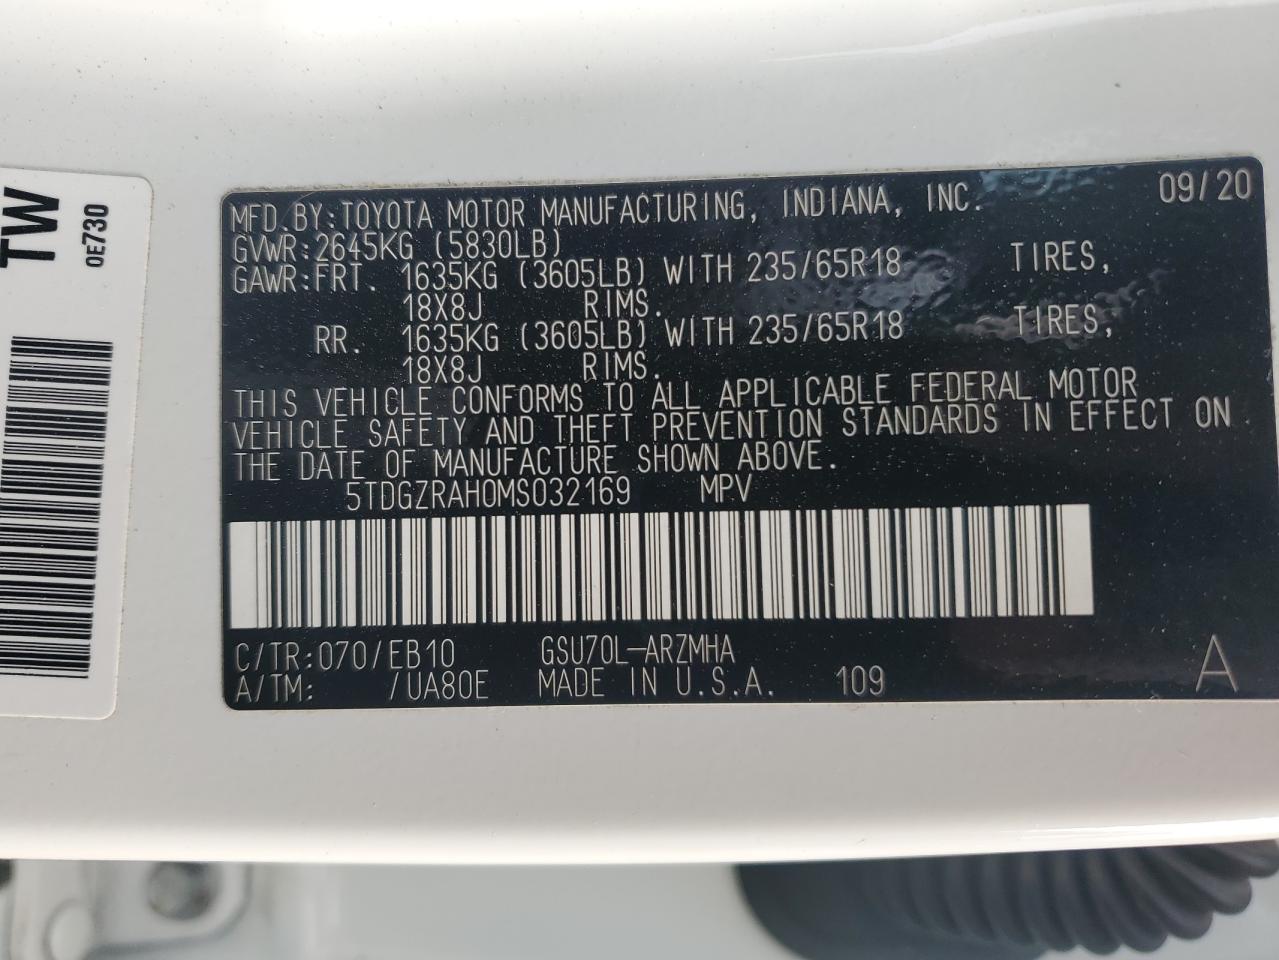 TW
0E730
MFD.BY:TOYOTA MOTOR MANUFACTURING, INDIANA, INC. 09/20
GVWR:2645KG (5830LB)
GAWR:FRT. 1635KG (3605LB) WITH 235/65R18 TIRES,
18X8J RIMS.
RR. 1635KG (3605LB) WITH 235/65R18 TIRES,
18X8J RIMS.
THIS VEHICLE CONFORMS TO ALL APPLICABLE FEDERAL MOTOR
VEHICLE SAFETY AND THEFT PREVENTION STANDARDS IN EFFECT ON
THE DATE OF MANUFACTURE SHOWN ABOVE.
5TDGZRAH0MS032169 MPV
C/TR:070/EB10 GSU70L-ARZMHA
A/TM: /UA80E MADE IN U.S.A. 109 A